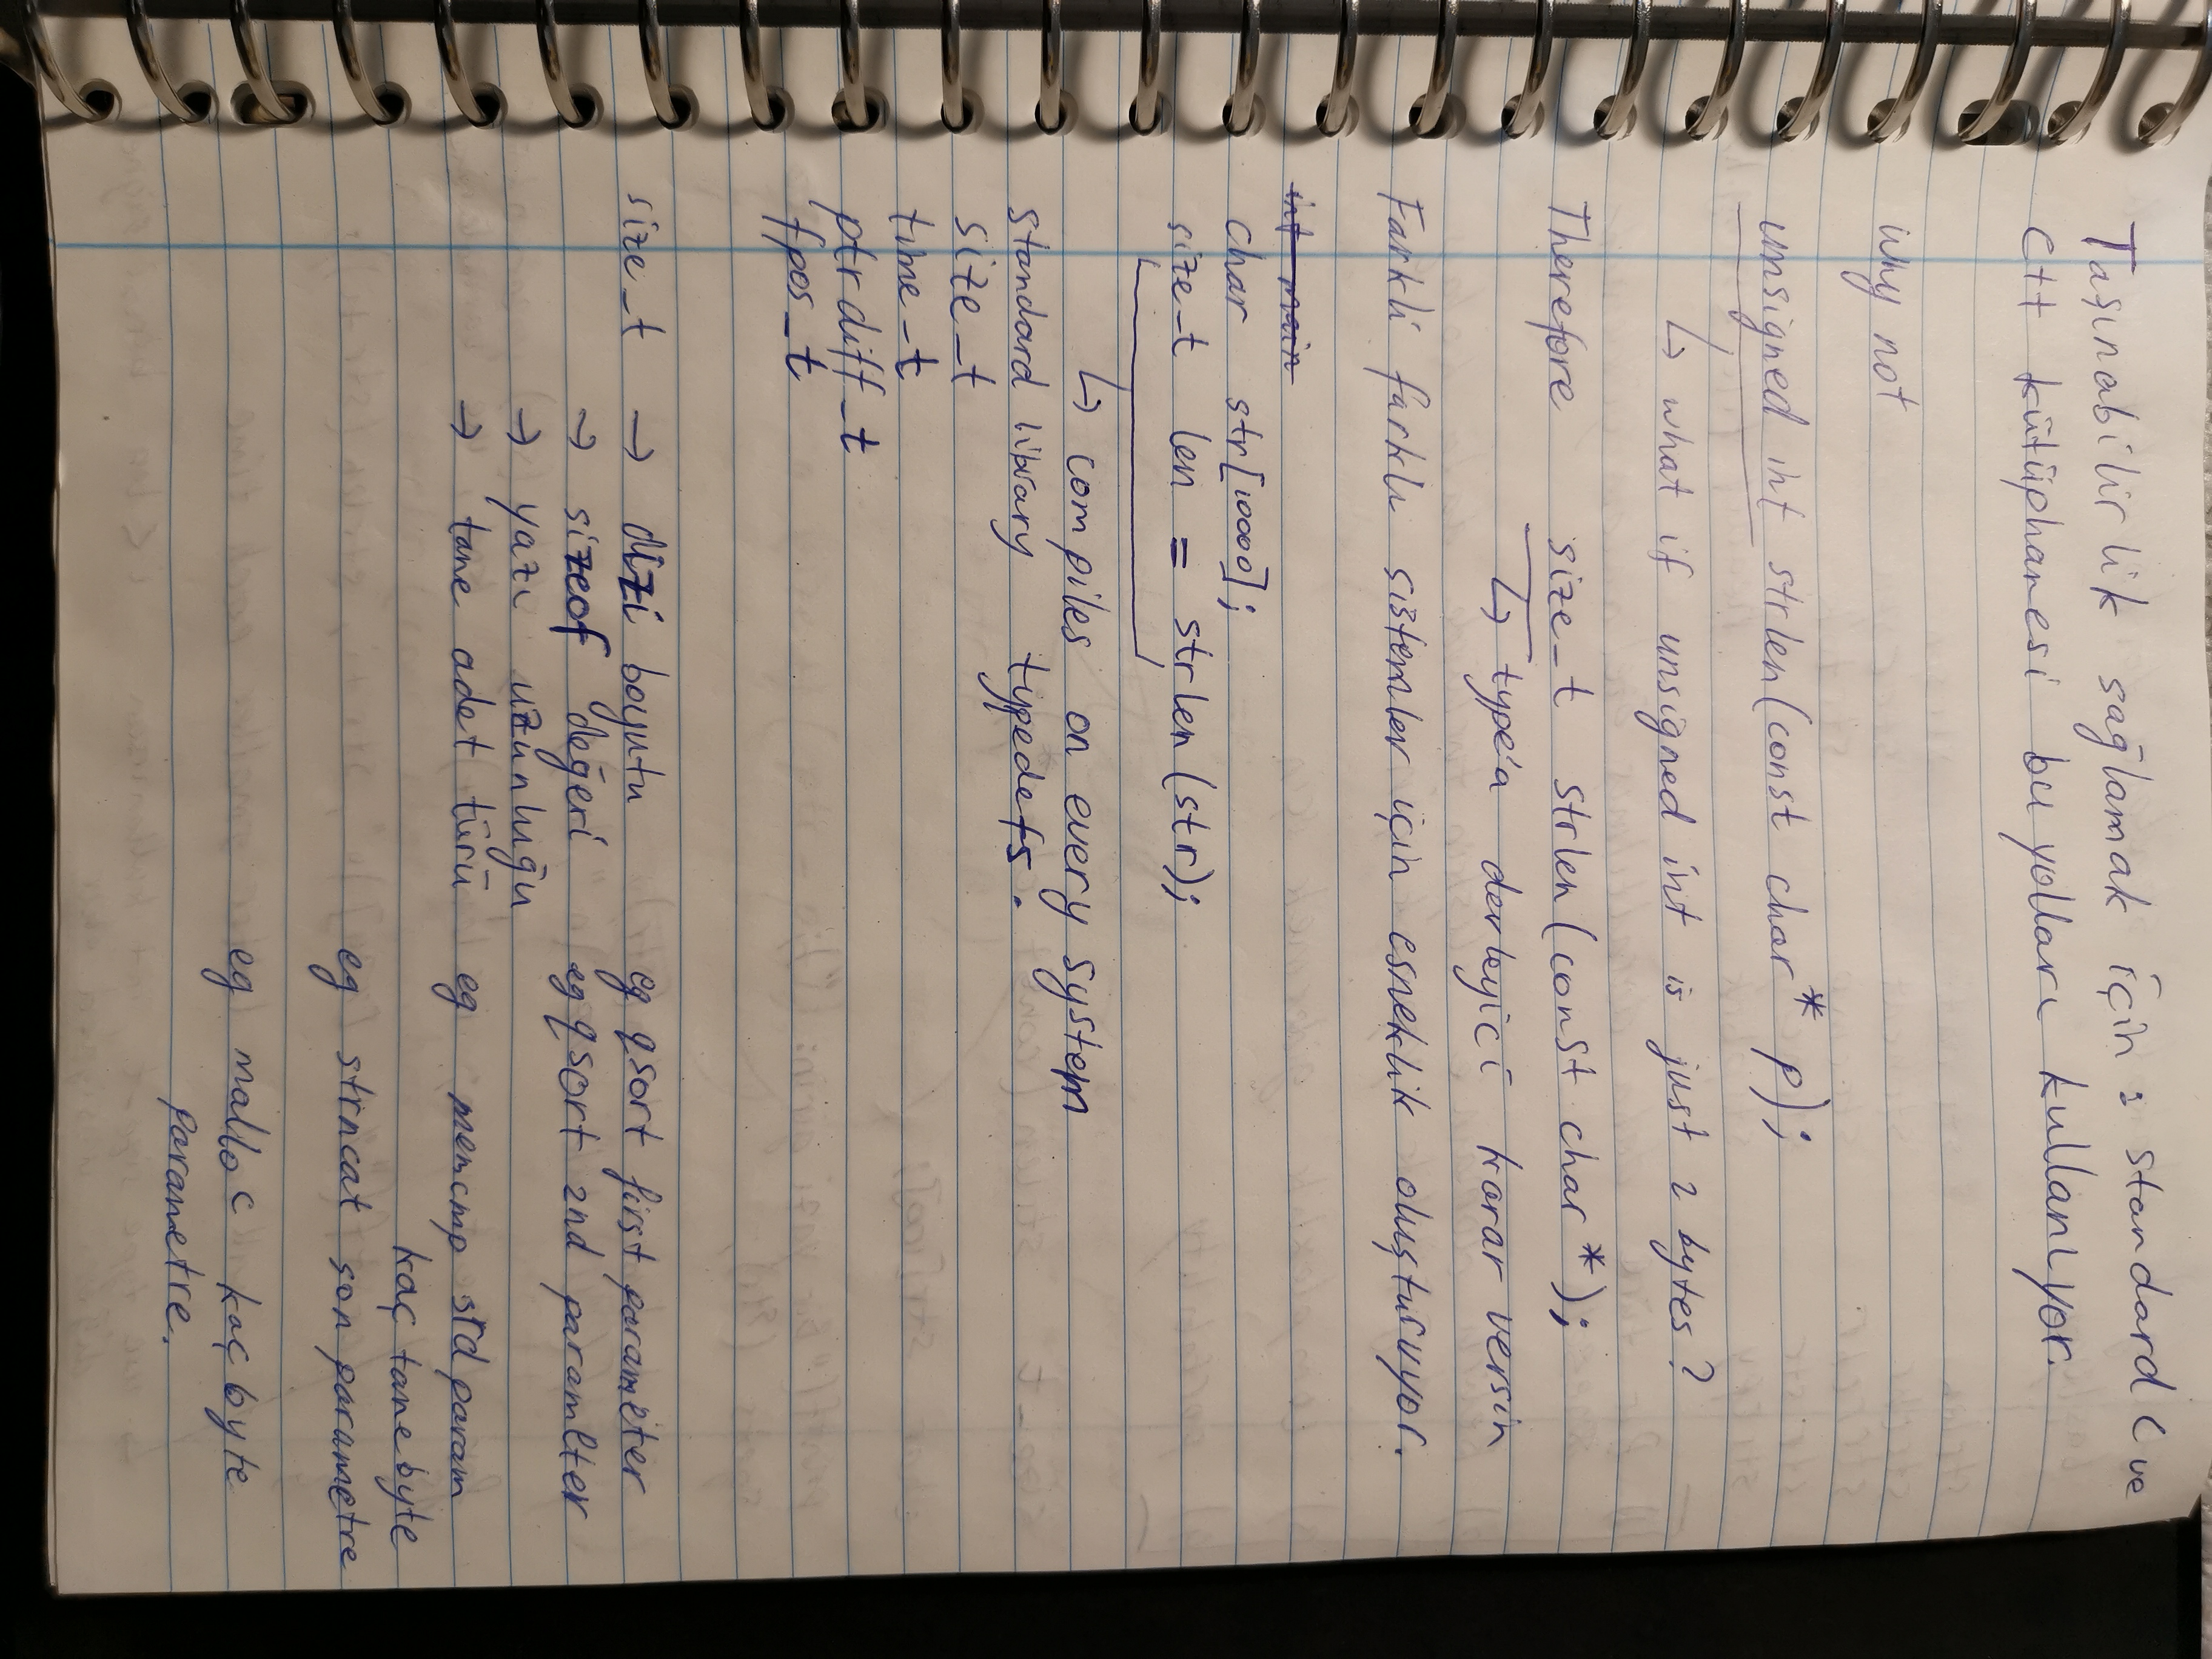 Taşınabilirlik sağlamak için : standard C ve
C++ kütüphanesi bu yolları kullanıyor.
why not
unsigned int strlen(const char* p);
↳ what if unsigned int is just 2 bytes?
Therefore size_t strlen(const char*);
↳ type'a derleyici karar versin
Farklı farklı sistemler için esneklik oluşturuyor.
int main
char str[10000];
size_t len = strlen(str);
↳ compiles on every system
standard library typedefs.
size_t
time_t
ptrdiff_t
fpos_t
size_t → dizi boyutu eg qsort first parameter
→ sizeof değeri eg qsort 2nd parameter
→ yazı uzunluğu
→ tane adet türü eg memcmp 3rd param
kaç tane byte
eg strncat son parametre
eg malloc kaç byte
parametre.